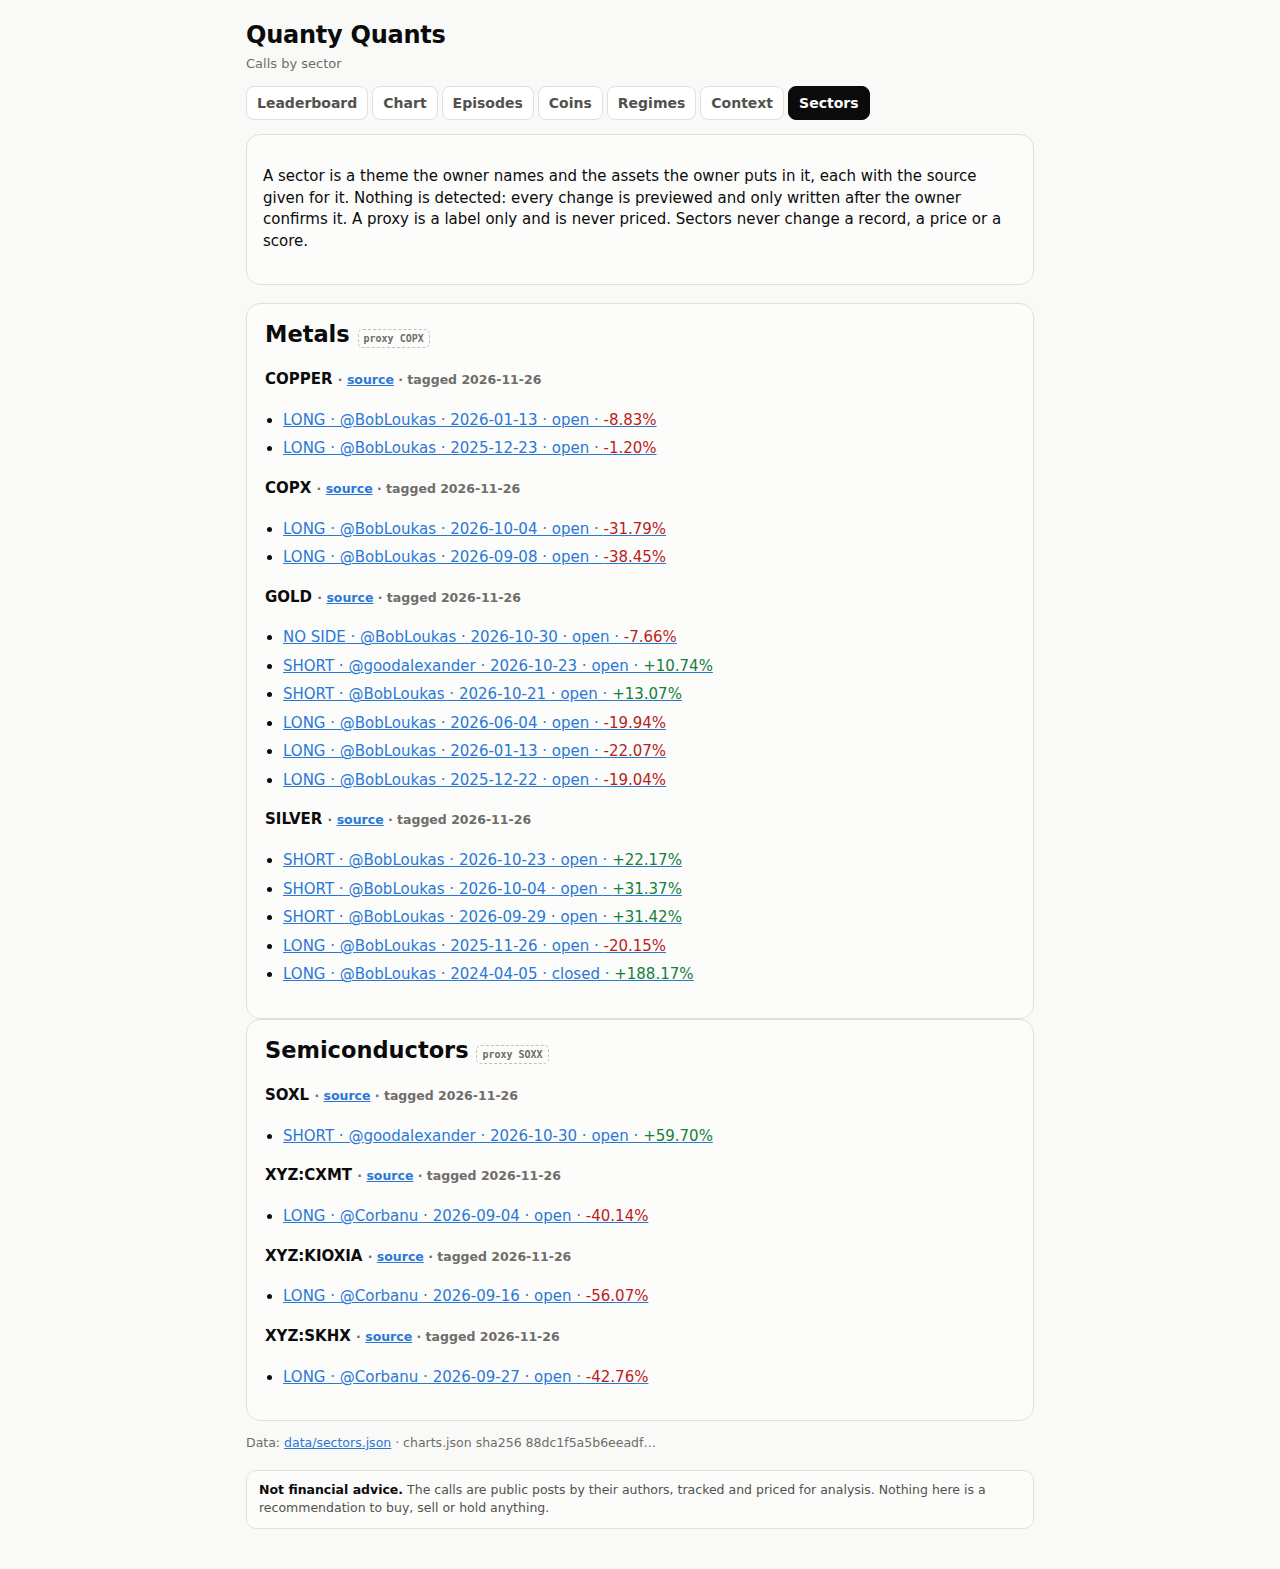 Quanty Quants
Calls by sector
Leaderboard Chart Episodes Coins Regimes Context Sectors
A sector is a theme the owner names and the assets the owner puts in it, each with the source
given for it. Nothing is detected: every change is previewed and only written after the owner
confirms it. A proxy is a label only and is never priced. Sectors never change a record, a price or a
score.
Metals proxy COPX
COPPER · source · tagged 2026-11-26
LONG · @BobLoukas · 2026-01-13 · open · -8.83%
LONG · @BobLoukas · 2025-12-23 · open · -1.20%
COPX · source · tagged 2026-11-26
LONG · @BobLoukas · 2026-10-04 · open · -31.79%
LONG · @BobLoukas · 2026-09-08 · open · -38.45%
GOLD · source · tagged 2026-11-26
NO SIDE · @BobLoukas · 2026-10-30 · open · -7.66%
SHORT · @goodalexander · 2026-10-23 · open · +10.74%
SHORT · @BobLoukas · 2026-10-21 · open · +13.07%
LONG · @BobLoukas · 2026-06-04 · open · -19.94%
LONG · @BobLoukas · 2026-01-13 · open · -22.07%
LONG · @BobLoukas · 2025-12-22 · open · -19.04%
SILVER · source · tagged 2026-11-26
SHORT · @BobLoukas · 2026-10-23 · open · +22.17%
SHORT · @BobLoukas · 2026-10-04 · open · +31.37%
SHORT · @BobLoukas · 2026-09-29 · open · +31.42%
LONG · @BobLoukas · 2025-11-26 · open · -20.15%
LONG · @BobLoukas · 2024-04-05 · closed · +188.17%
Semiconductors proxy SOXX
SOXL · source · tagged 2026-11-26
SHORT · @goodalexander · 2026-10-30 · open · +59.70%
XYZ:CXMT · source · tagged 2026-11-26
LONG · @Corbanu · 2026-09-04 · open · -40.14%
XYZ:KIOXIA · source · tagged 2026-11-26
LONG · @Corbanu · 2026-09-16 · open · -56.07%
XYZ:SKHX · source · tagged 2026-11-26
LONG · @Corbanu · 2026-09-27 · open · -42.76%
Data: data/sectors.json · charts.json sha256 88dc1f5a5b6eeadf…
Not financial advice. The calls are public posts by their authors, tracked and priced for analysis. Nothing here is a
recommendation to buy, sell or hold anything.